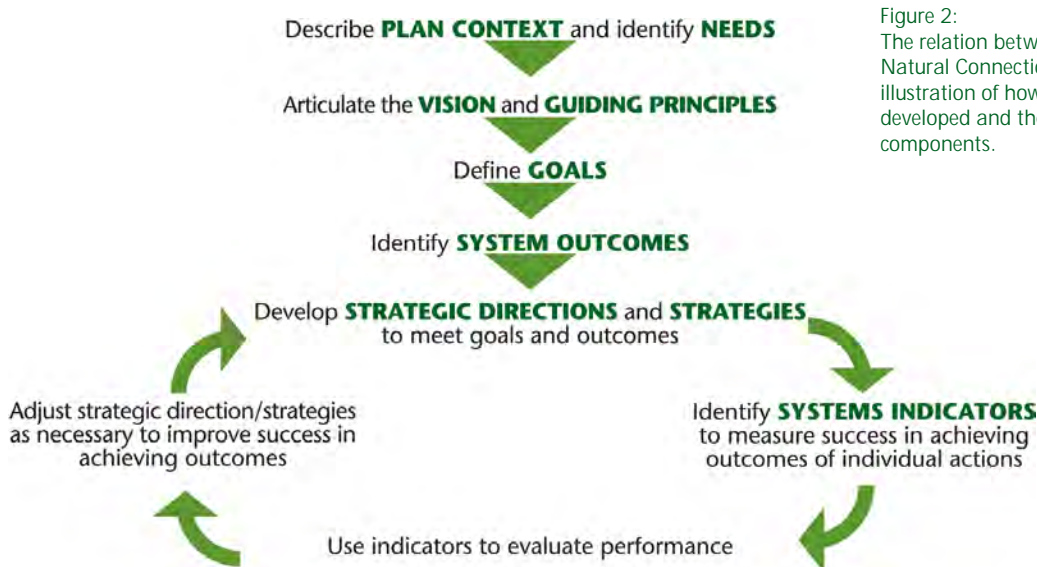 Describe PLAN CONTEXT and identify NEEDS
Articulate the VISION and GUIDING PRINCIPLES
Define GOALS
Identify SYSTEM OUTCOMES
Develop STRATEGIC DIRECTIONS and STRATEGIES
to meet goals and outcomes
Identify SYSTEMS INDICATORS
to measure success in achieving
outcomes of individual actions
Use indicators to evaluate performance
Adjust strategic direction/strategies
as necessary to improve success in
achieving outcomes
Figure 2:
The relation
Natural
illustration of
developed and
components.